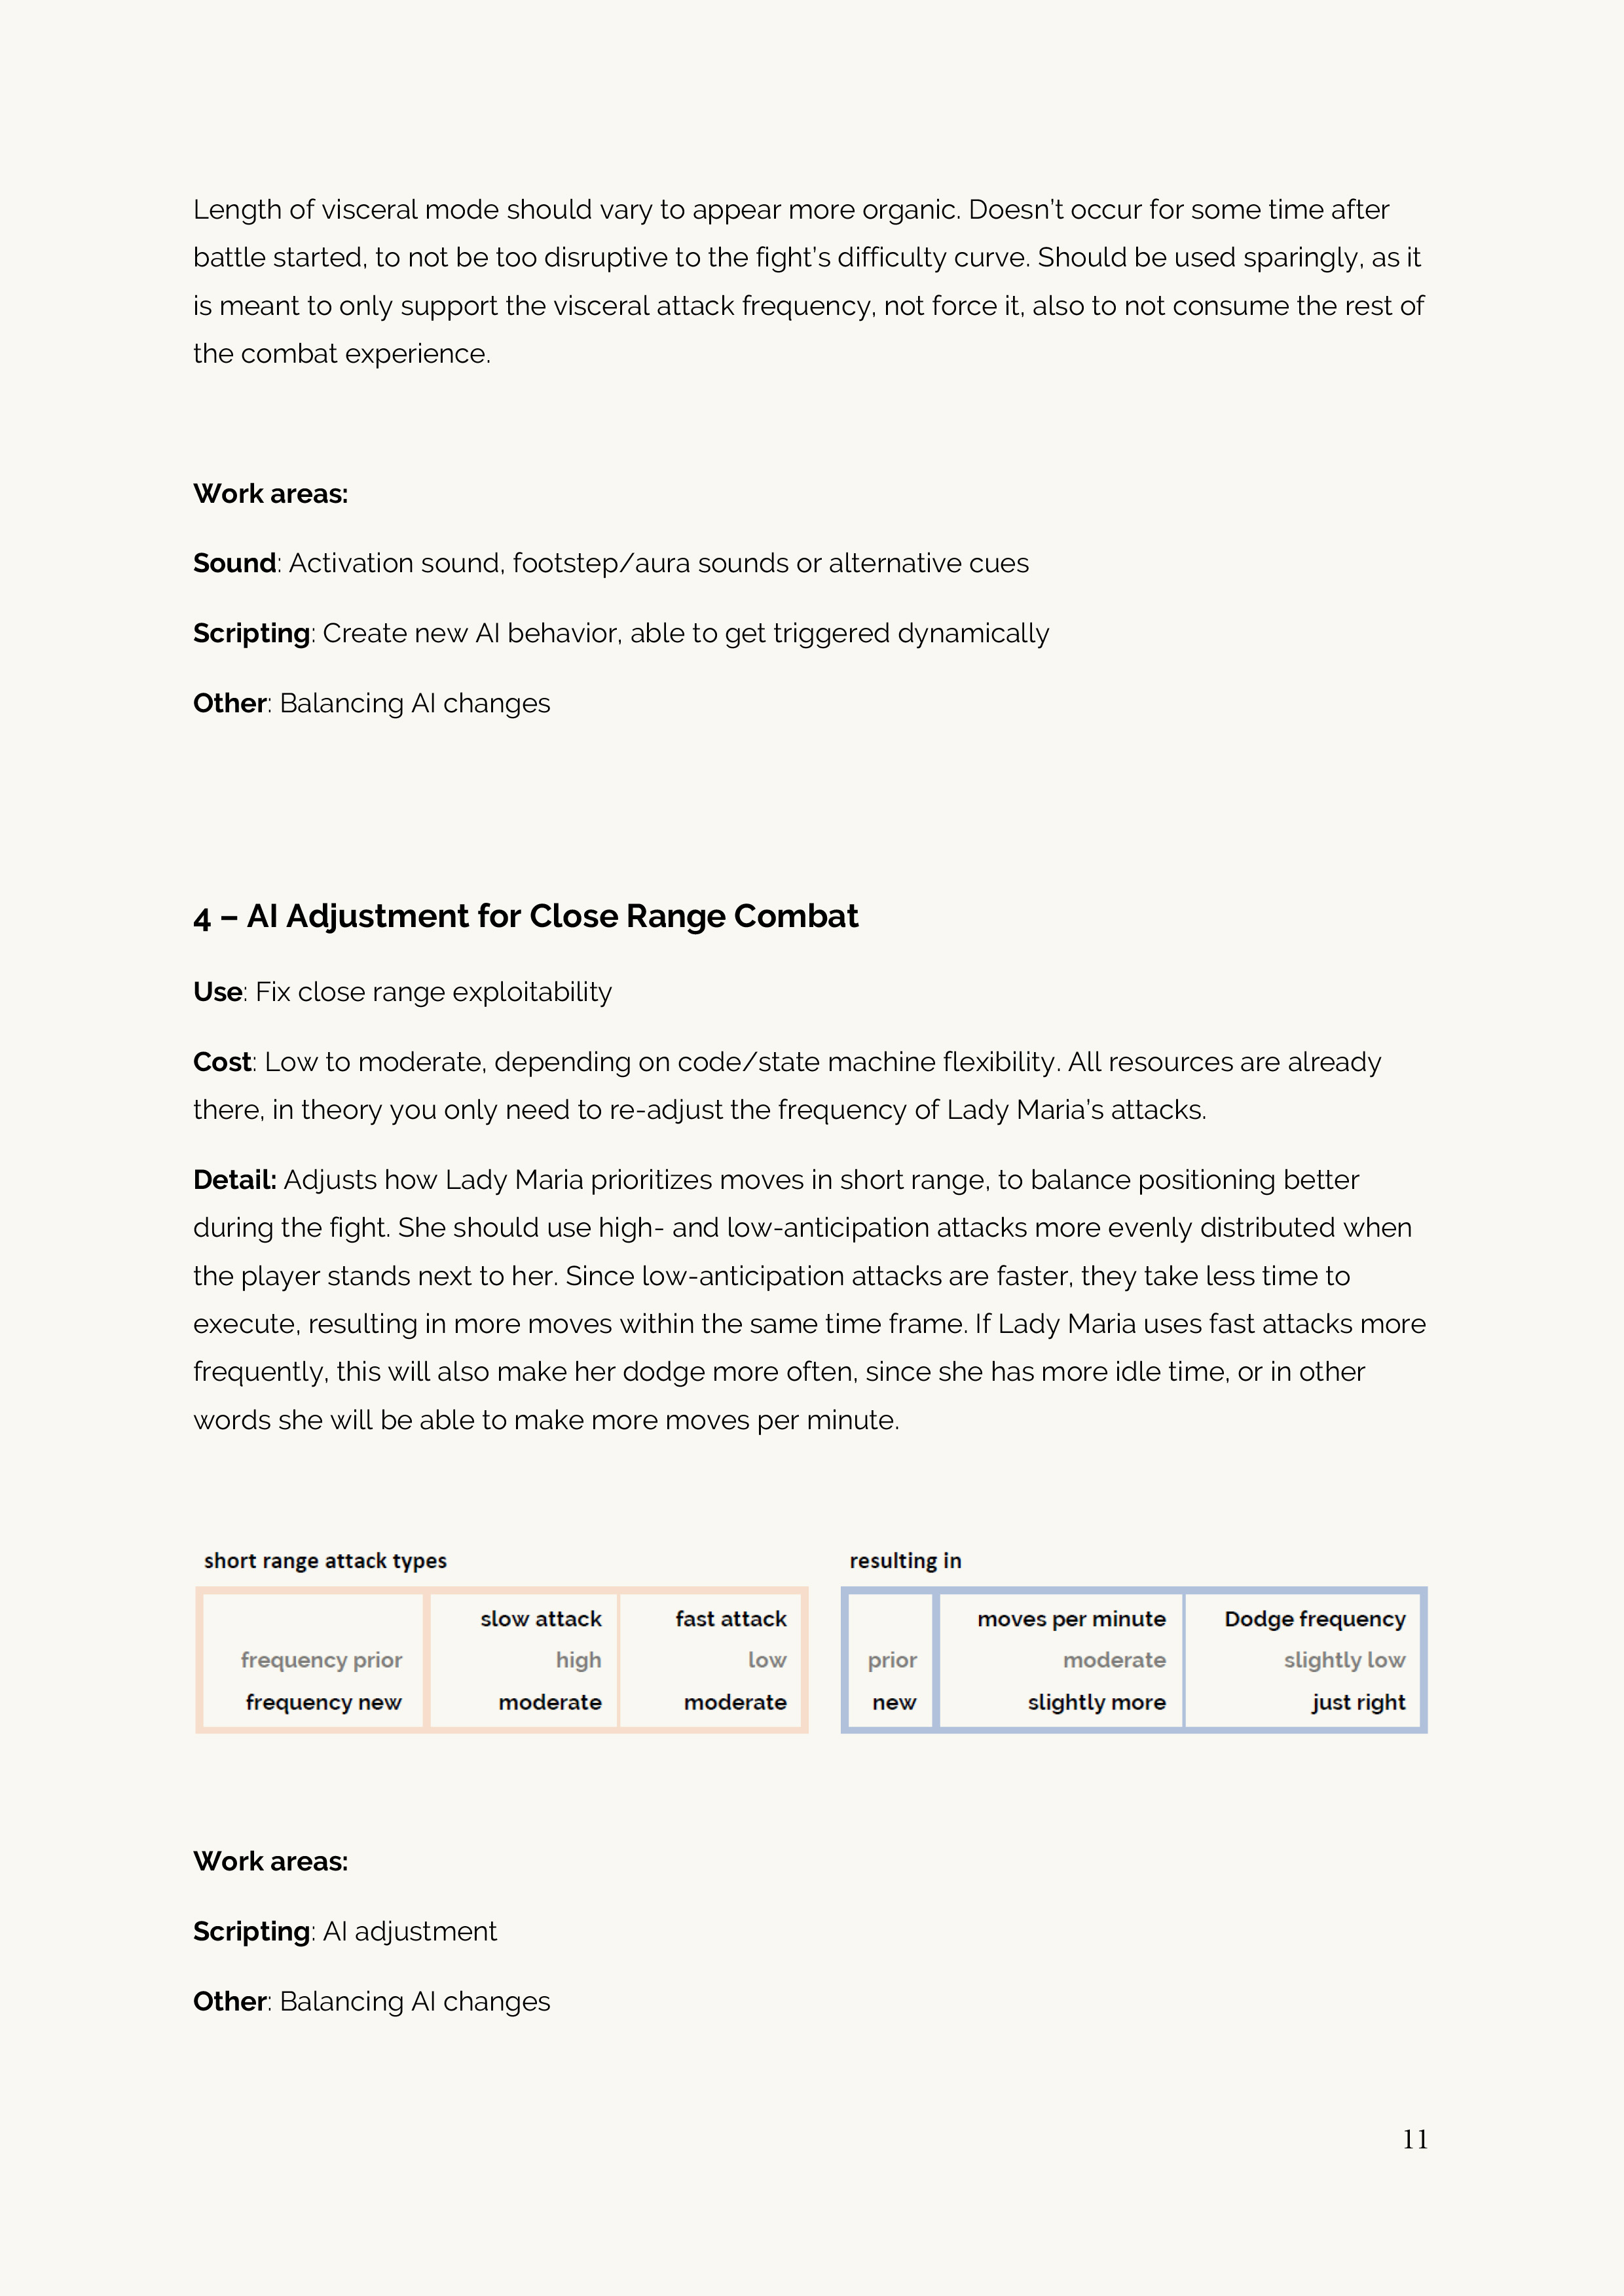 Length of visceral mode should vary to appear more organic. Doesn't occur for some time after
battle started, to not be too disruptive to the fight's difficulty curve. Should be used sparingly, as it
is meant to only support the visceral attack frequency, not force it, also to not consume the rest of
the combat experience.
Work areas:
Sound: Activation sound, footstep/aura sounds or alternative cues
Scripting: Create new AI behavior, able to get triggered dynamically
Other: Balancing AI changes
4 – AI Adjustment for Close Range Combat
Use: Fix close range exploitability
Cost: Low to moderate, depending on code/state machine flexibility. All resources are already
there, in theory you only need to re-adjust the frequency of Lady Maria's attacks.
Detail: Adjusts how Lady Maria prioritizes moves in short range, to balance positioning better
during the fight. She should use high- and low-anticipation attacks more evenly distributed when
the player stands next to her. Since low-anticipation attacks are faster, they take less time to
execute, resulting in more moves within the same time frame. If Lady Maria uses fast attacks more
frequently, this will also make her dodge more often, since she has more idle time, or in other
words she will be able to make more moves per minute.
short range attack types
slow attack fast attack
frequency prior high low
frequency new moderate moderate
resulting in
moves per minute Dodge frequency
prior moderate slightly low
new slightly more just right
Work areas:
Scripting: AI adjustment
Other: Balancing AI changes
11